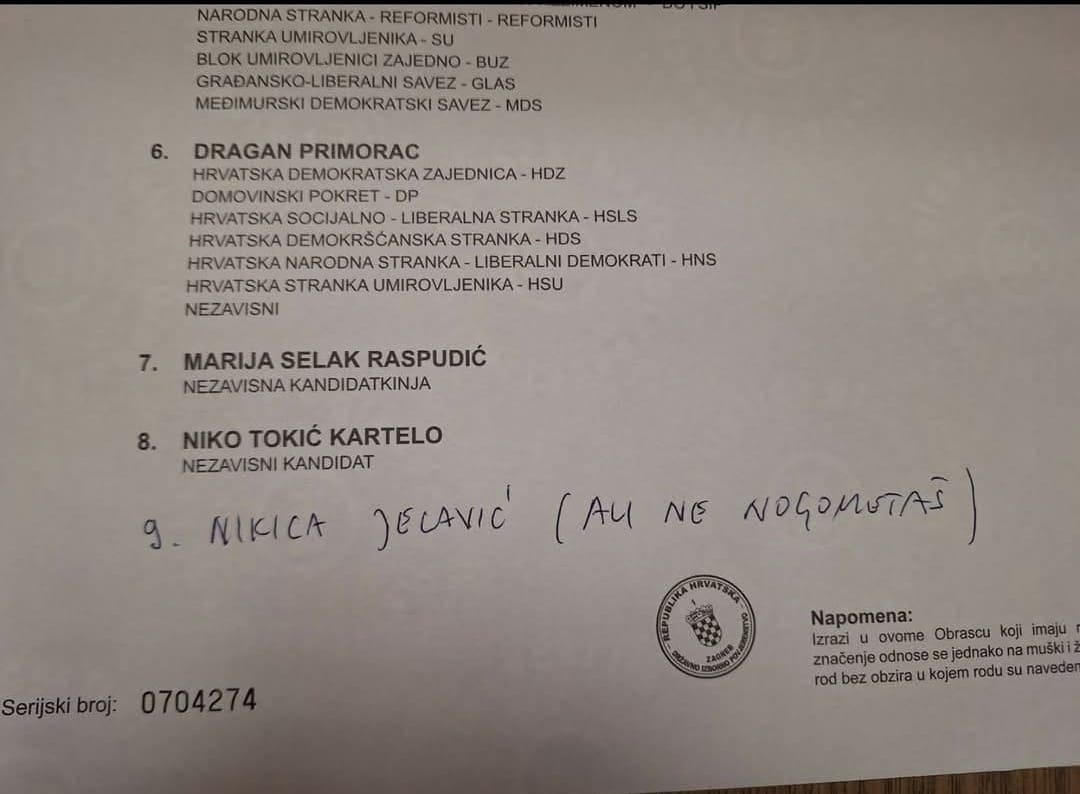 NARODNA STRANKA - REFORMISTI - REFORMISTI
STRANKA UMIROVLJENIKA - SU
BLOK UMIROVLJENICI ZAJEDNO - BUZ
GRAĐANSKO-LIBERALNI SAVEZ - GLAS
MEĐIMURSKI DEMOKRATSKI SAVEZ - MDS
6. DRAGAN PRIMORAC
HRVATSKA DEMOKRATSKA ZAJEDNICA - HDZ
DOMOVINSKI POKRET - DP
HRVATSKA SOCIJALNO - LIBERALNA STRANKA - HSLS
HRVATSKA DEMOKRŠĆANSKA STRANKA - HDS
HRVATSKA NARODNA STRANKA - LIBERALNI DEMOKRATI - HNS
HRVATSKA STRANKA UMIROVLJENIKA - HSU
NEZAVISNI
7. MARIJA SELAK RASPUDIĆ
NEZAVISNA KANDIDATKINJA
8. NIKO TOKIĆ KARTELO
NEZAVISNI KANDIDAT
9. NIKICA JELAVIĆ (ALI NE NOGOMETAŠ)
REPUBLIKA HRVATSKA
DRŽAVNO IZBORNO POVJERENSTVO
ZAGREB
1
Napomena:
Izrazi u ovome Obrascu koji imaju
značenje odnose se jednako na muški i
rod bez obzira u kojem rodu su naveden
Serijski broj: 0704274